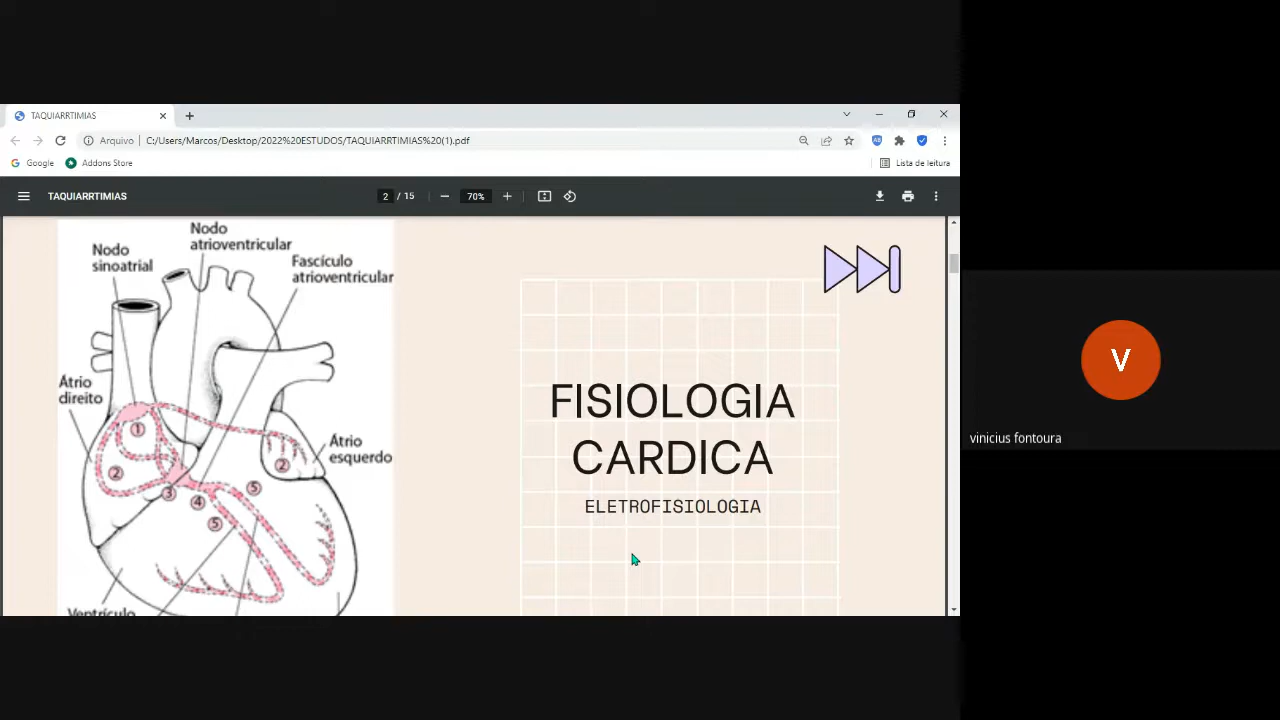 TAQUIARRTIMIAS
Arquivo
C:/Users/Marcos/Desktop/2022%20ESTUDOS/TAQUIARRTIMIAS%20(1).pdf
Google
Addons Store
Lista de leitura
TAQUIARRTIMIAS
2 / 15
70%
Nodo
atrioventricular
Nodo
sinoatrial
Fascículo
atrioventricular
Átrio
direito
Átrio
esquerdo
1
2
2
3
4
5
5
Ventrículo
FISIOLOGIA
CARDICA
ELETROFISIOLOGIA
V
vinicius fontoura